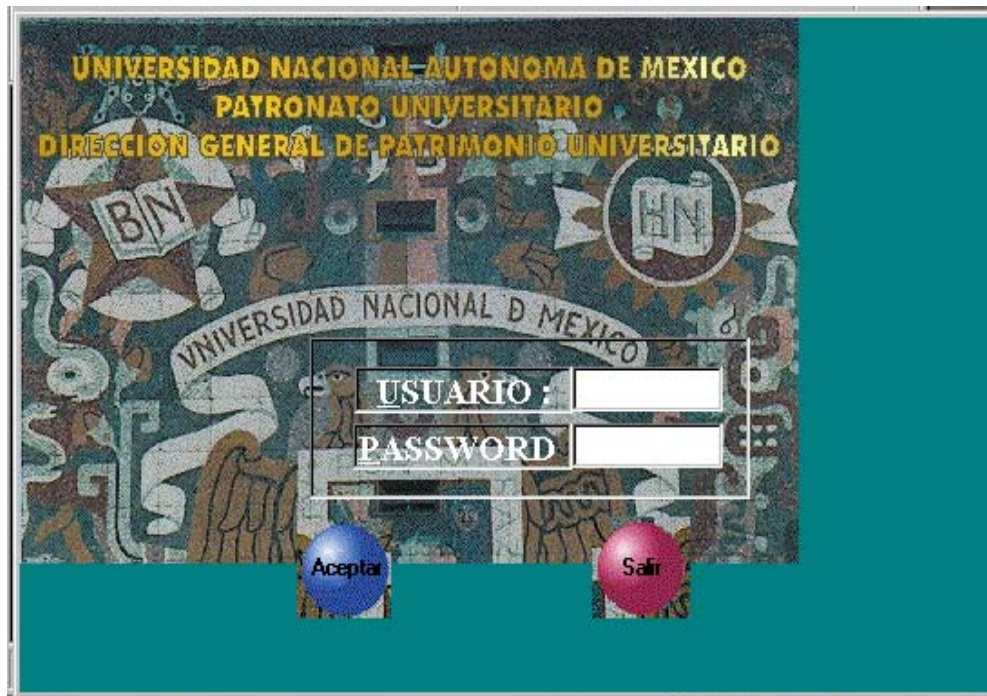 UNIVERSIDAD NACIONAL AUTONOMA DE MEXICO
PATRONATO UNIVERSITARIO
DIRECCION GENERAL DE PATRIMONIO UNIVERSITARIO
BN
HN
VNIVERSIDAD NACIONAL D MEXICO
USUARIO :
PASSWORD
Aceptar
Salir